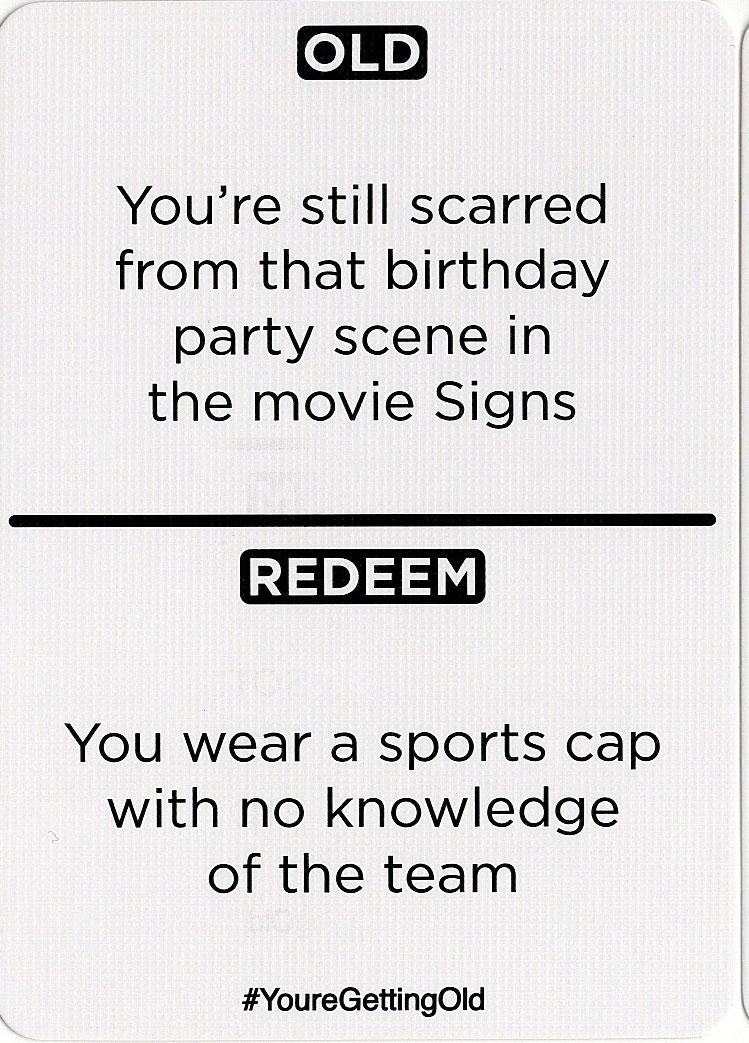 OLD
You’re still scarred
from that birthday
party scene in
the movie Signs
REDEEM
You wear a sports cap
with no knowledge
of the team
#YoureGettingOld